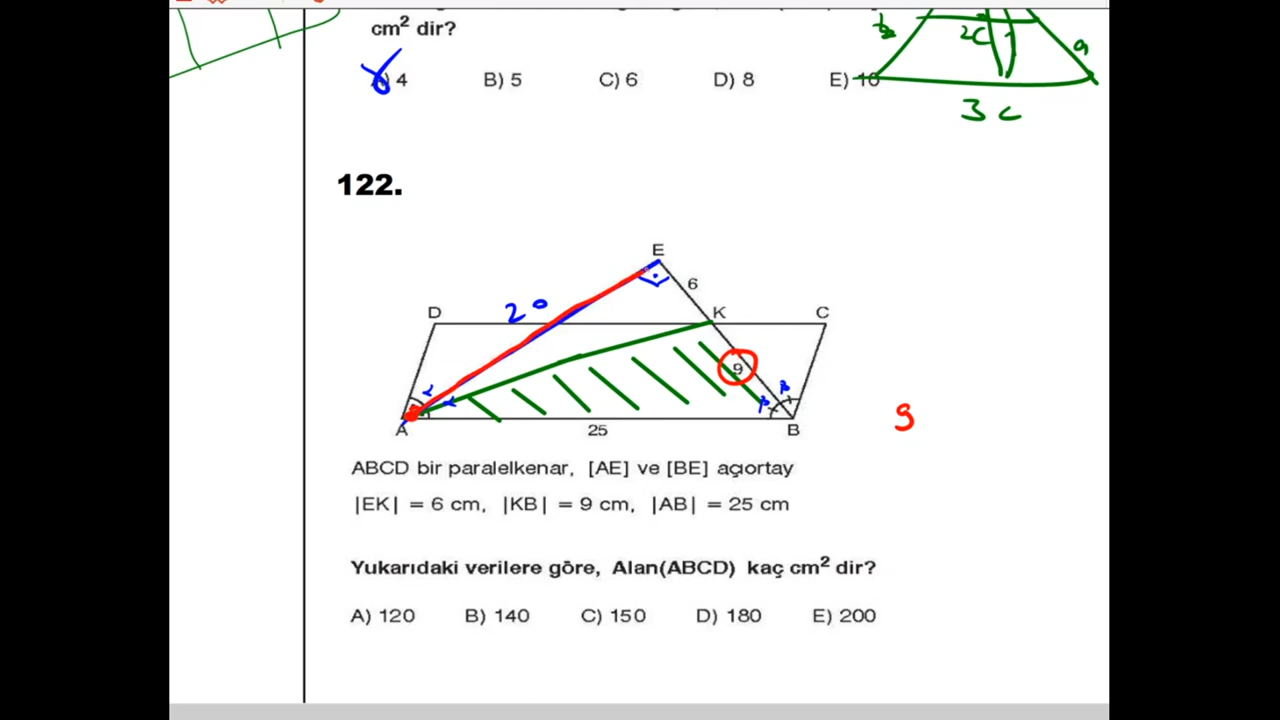 cm² dir?
A) 4 B) 5 C) 6 D) 8 E) 10
2C
a
3 c
122.
E
6
D 20 K C
9
α α β β
A 25 B
9
ABCD bir paralelkenar, [AE] ve [BE] açıortay
|EK| = 6 cm, |KB| = 9 cm, |AB| = 25 cm
Yukarıdaki verilere göre, Alan(ABCD) kaç cm² dir?
A) 120 B) 140 C) 150 D) 180 E) 200